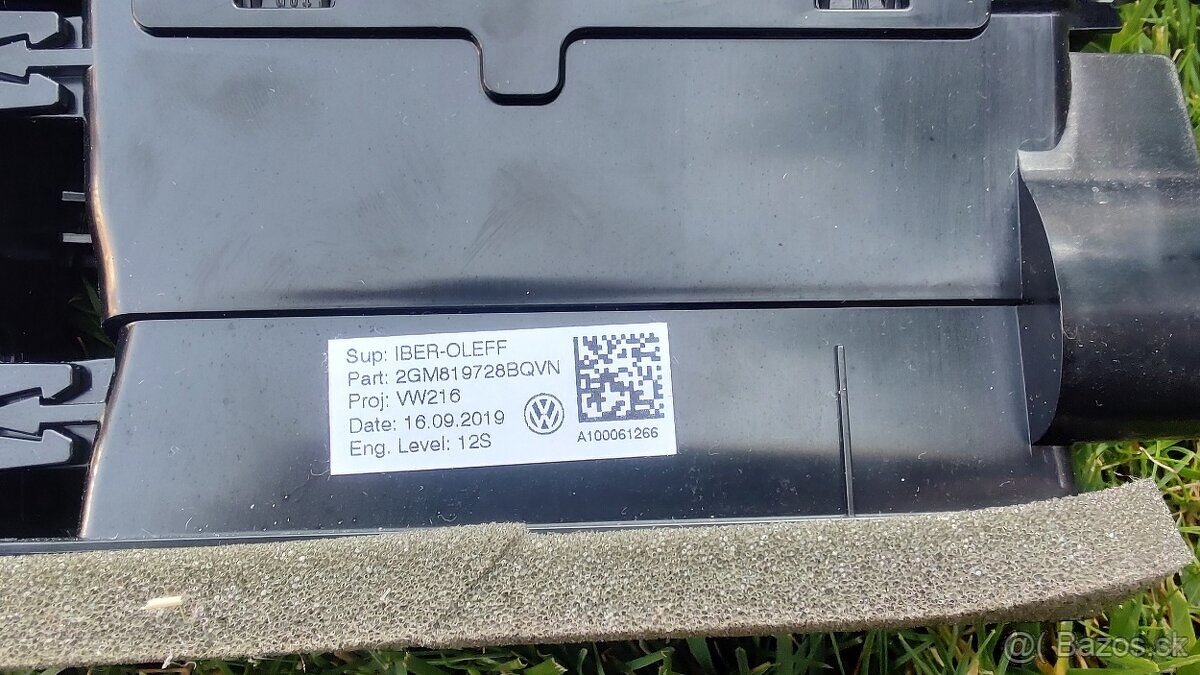 Sup: IBER-OLEFF
Part: 2GM819728BQVN
Proj: VW216
Date: 16.09.2019
Eng. Level: 12S
A100061266
@ Bazos.sk